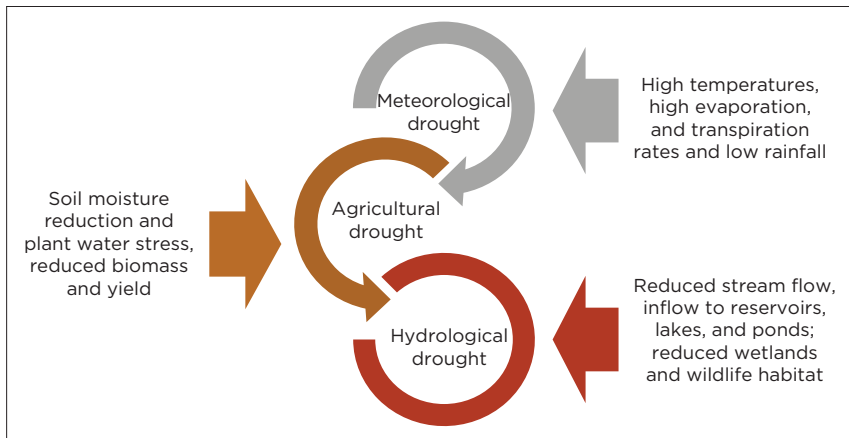 Meteorological
drought
High temperatures,
high evaporation,
and transpiration
rates and low rainfall
Soil moisture
reduction and
plant water stress,
reduced biomass
and yield
Agricultural
drought
Hydrological
drought
Reduced stream flow,
inflow to reservoirs,
lakes, and ponds;
reduced wetlands
and wildlife habitat